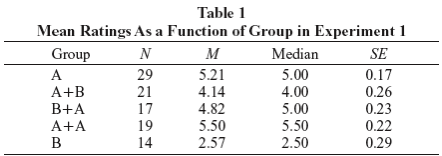 Table 1
Mean Ratings As a Function of Group in Experiment 1
Group N M Median SE
A 29 5.21 5.00 0.17
A+B 21 4.14 4.00 0.26
B+A 17 4.82 5.00 0.23
A+A 19 5.50 5.50 0.22
B 14 2.57 2.50 0.29